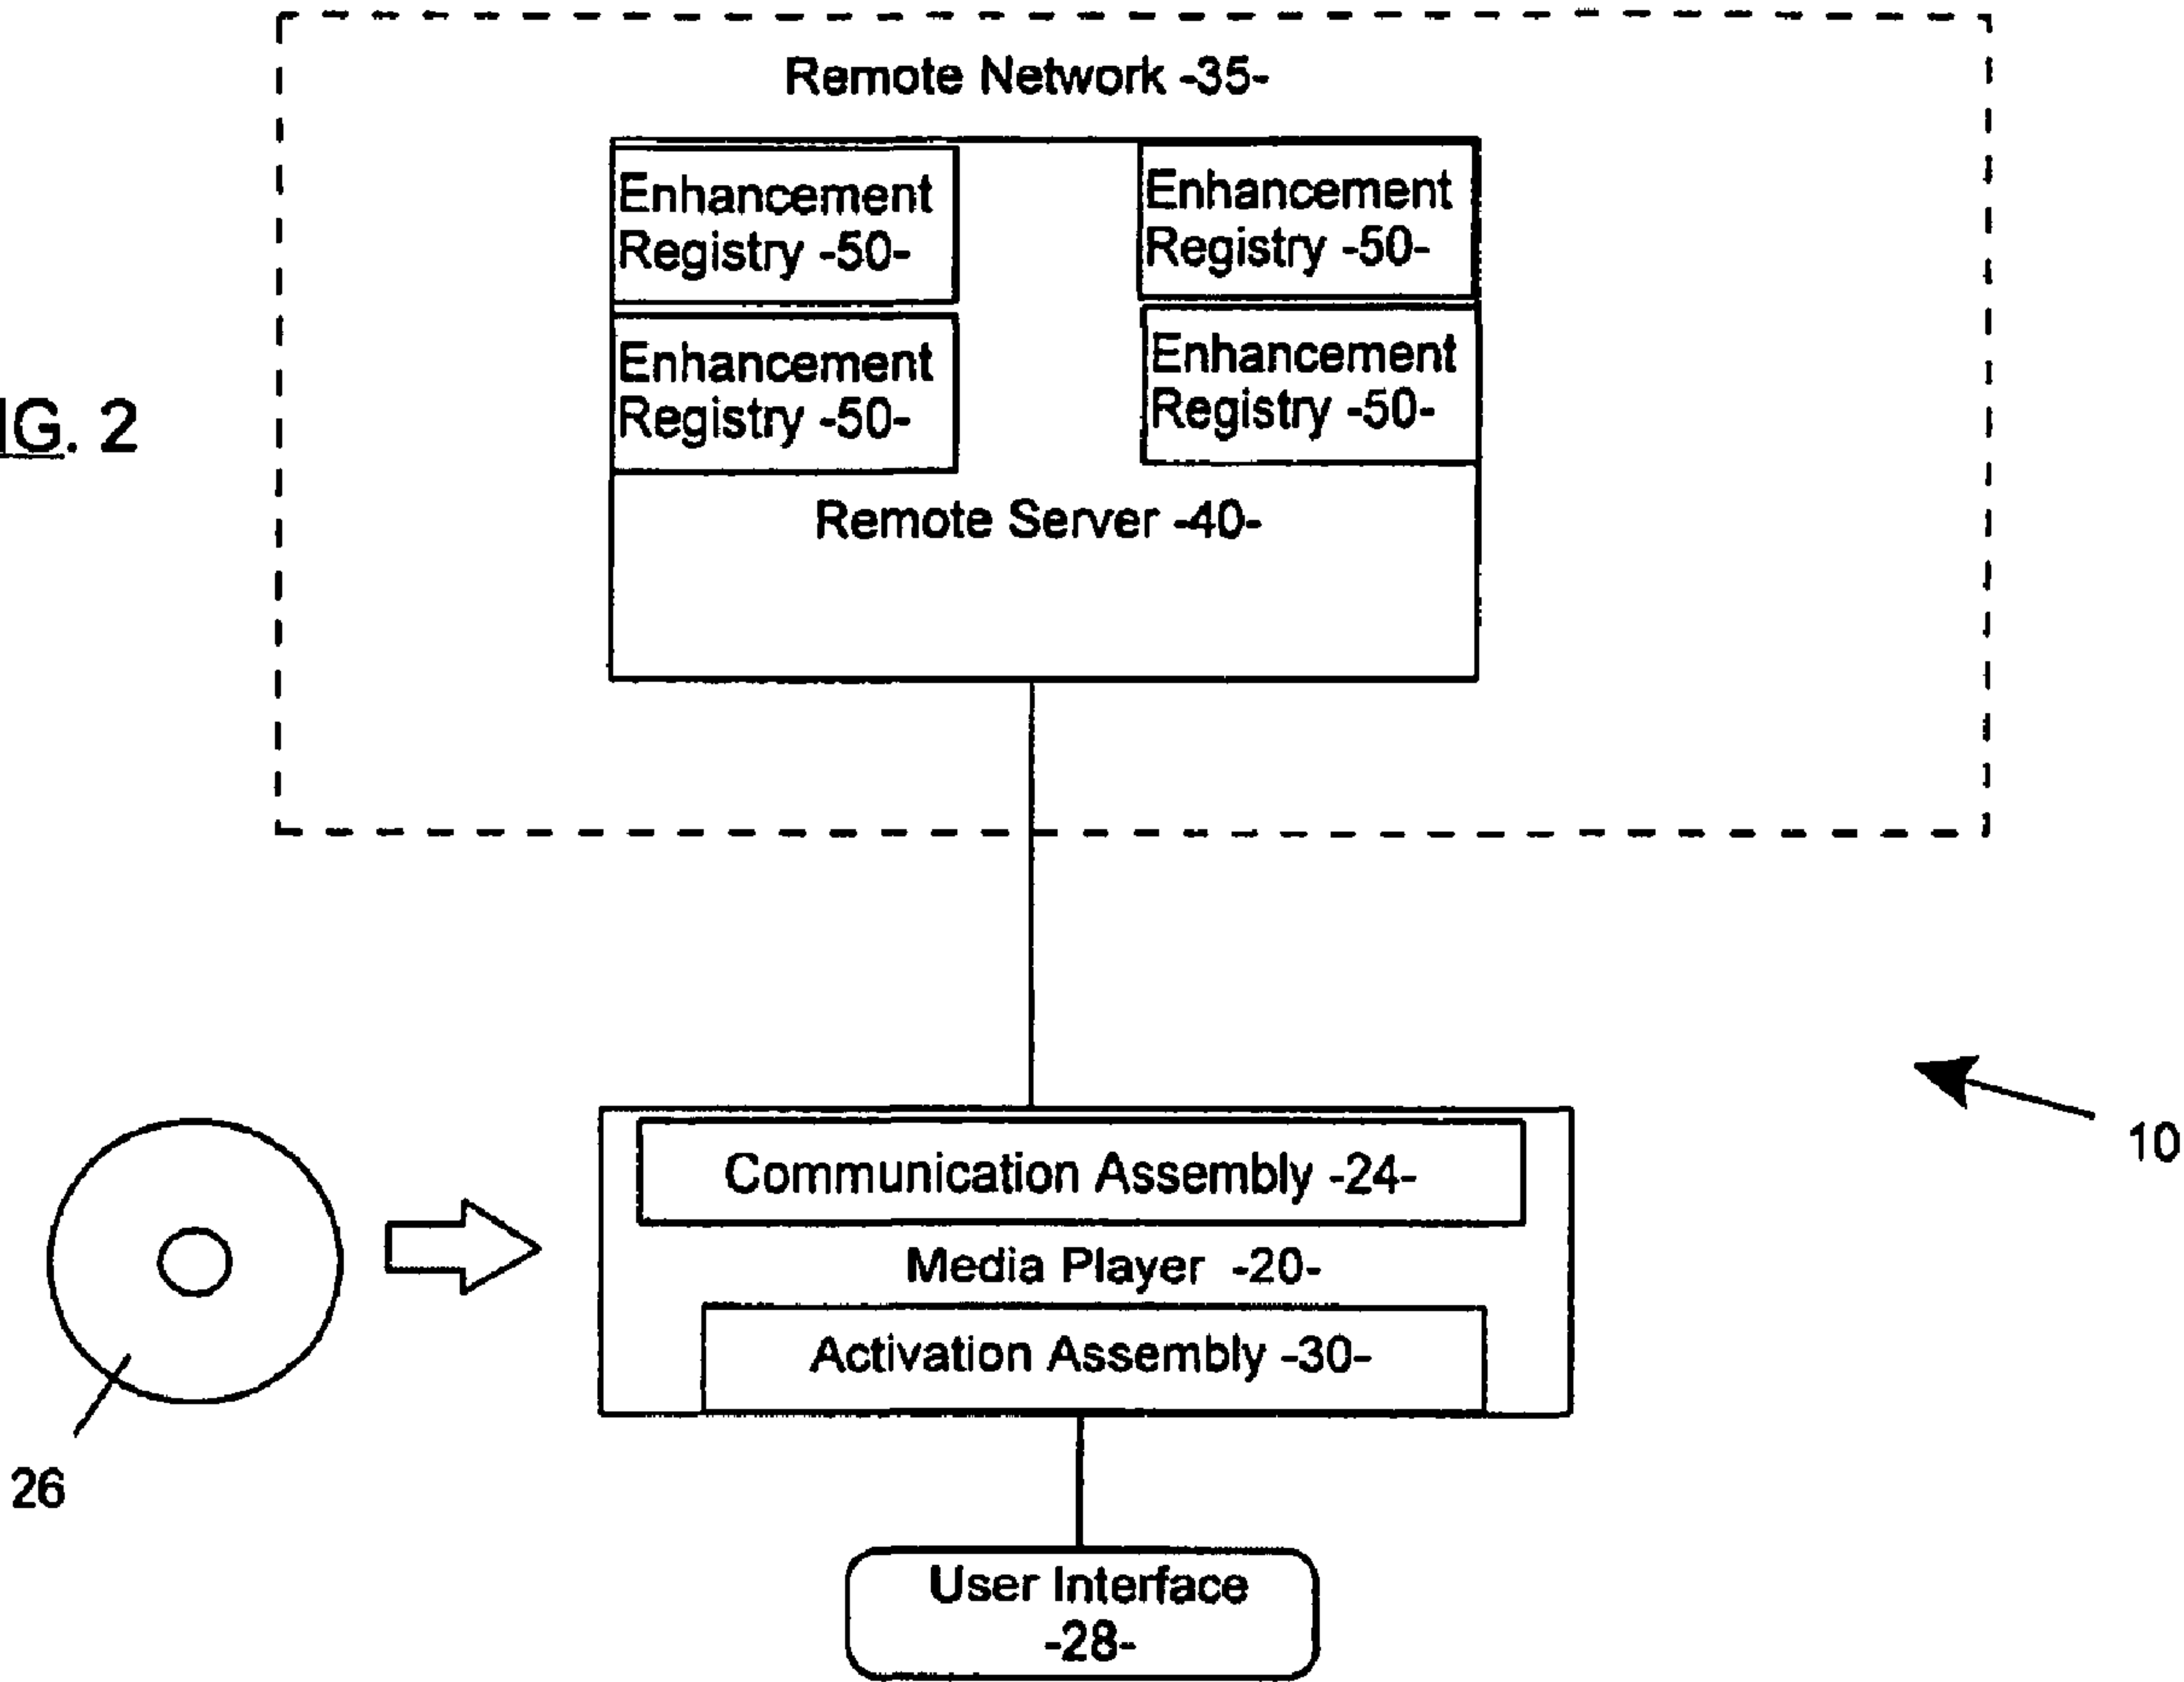 Remote Network -35-
Enhancement
Registry -50-
Enhancement
Registry -50-
Enhancement
Registry -50-
Enhancement
Registry -50-
IG. 2
Remote Server -40-
10
Communication Assembly -24-
Media Player -20-
Activation Assembly -30-
26
User Interface
-28-